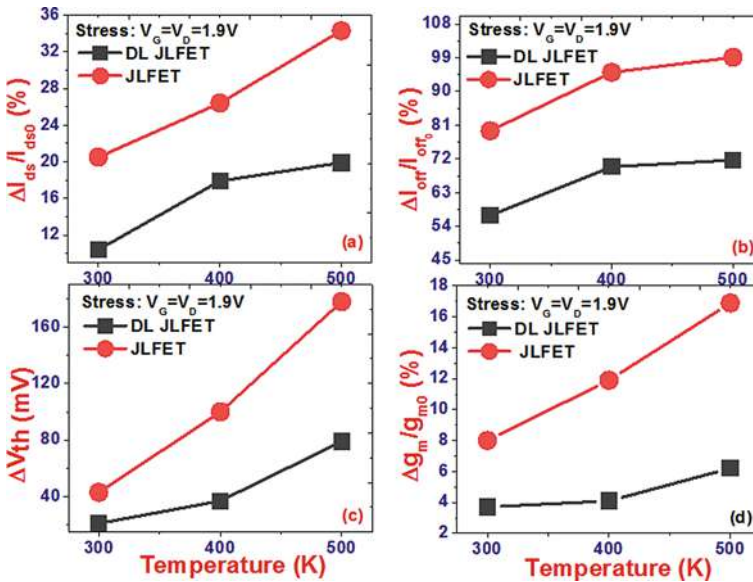 36
32
28
24
20
16
12
ΔI_ds/I_ds0 (%)
Stress: V_G=V_D=1.9V
DL JLFET
JLFET
(a)
300 400 500
108
99
90
81
72
63
54
45
ΔI_off/I_off_0 (%)
Stress: V_G=V_D=1.9V
DL JLFET
JLFET
(b)
300 400 500
160
120
80
40
ΔVth (mV)
Stress: V_G=V_D=1.9V
DL JLFET
JLFET
(c)
300 400 500
Temperature (K)
18
16
14
12
10
8
6
4
2
Δg_m/g_m0 (%)
Stress: V_G=V_D=1.9V
DL JLFET
JLFET
(d)
300 400 500
Temperature (K)